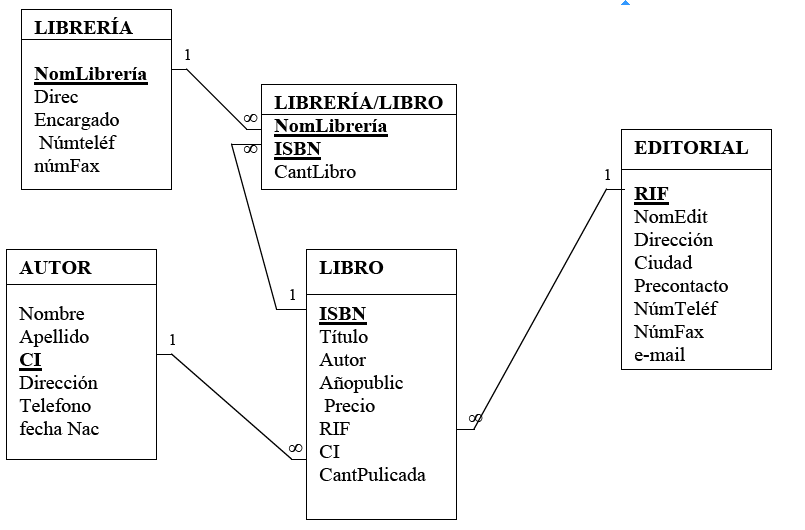 LIBRERÍA
NomLibrería
Direc
Encargado
Númteléf
númFax
1
∞
LIBRERÍA/LIBRO
NomLibrería
ISBN
CantLibro
∞
1
EDITORIAL
RIF
NomEdit
Dirección
Ciudad
Precontacto
NúmTeléf
NúmFax
e-mail
1
∞
AUTOR
Nombre
Apellido
CI
Dirección
Telefono
fecha Nac
1
∞
LIBRO
ISBN
Título
Autor
Añopublic
Precio
RIF
CI
CantPulicada